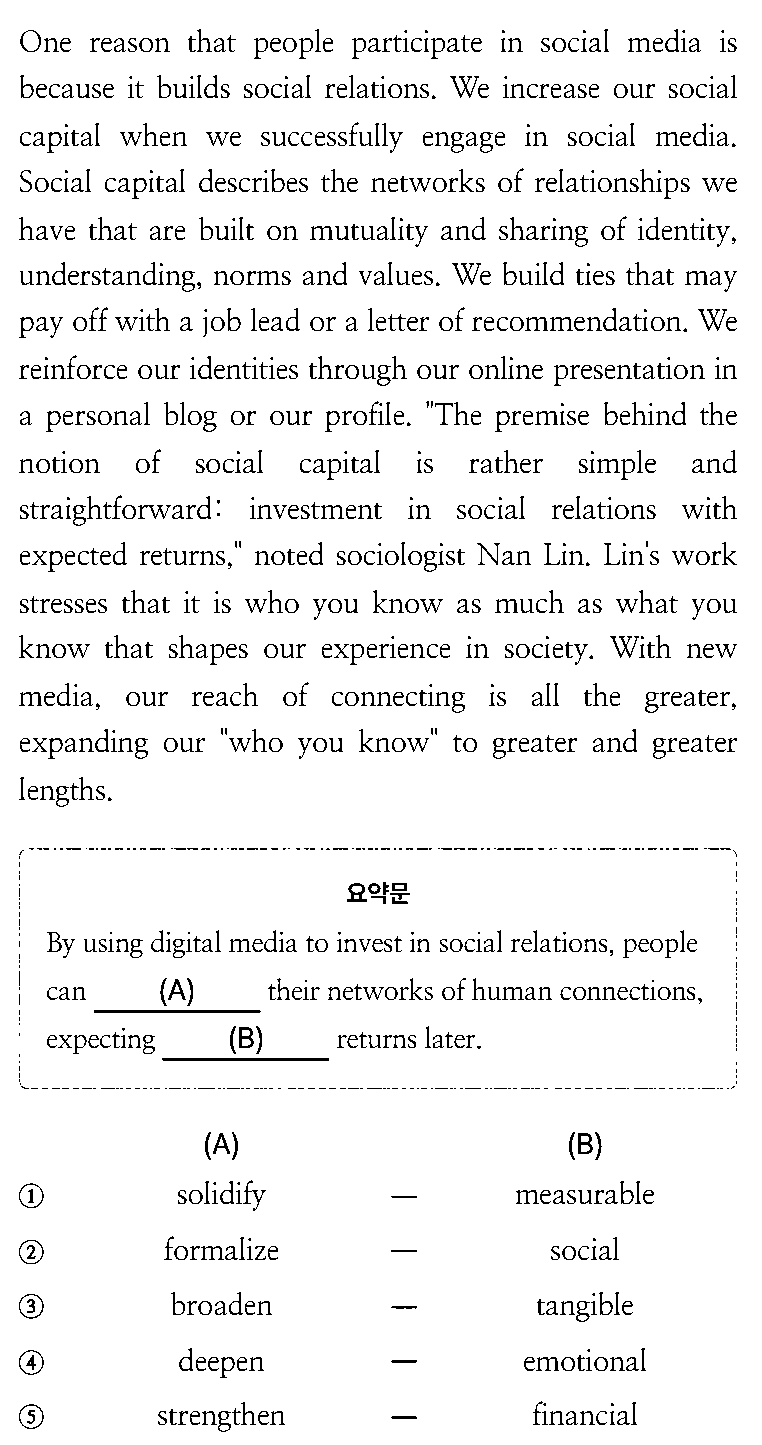 One reason that people participate in social media is
because it builds social relations. We increase our social
capital when we successfully engage in social media.
Social capital describes the networks of relationships we
have that are built on mutuality and sharing of identity,
understanding, norms and values. We build ties that may
pay off with a job lead or a letter of recommendation. We
reinforce our identities through our online presentation in
a personal blog or our profile. "The premise behind the
notion of social capital is rather simple and
straightforward: investment in social relations with
expected returns," noted sociologist Nan Lin. Lin's work
stresses that it is who you know as much as what you
know that shapes our experience in society. With new
media, our reach of connecting is all the greater,
expanding our "who you know" to greater and greater
lengths.
요약문
By using digital media to invest in social relations, people
can (A) their networks of human connections,
expecting (B) returns later.
(A) (B)
① solidify — measurable
② formalize — social
③ broaden — tangible
④ deepen — emotional
⑤ strengthen — financial